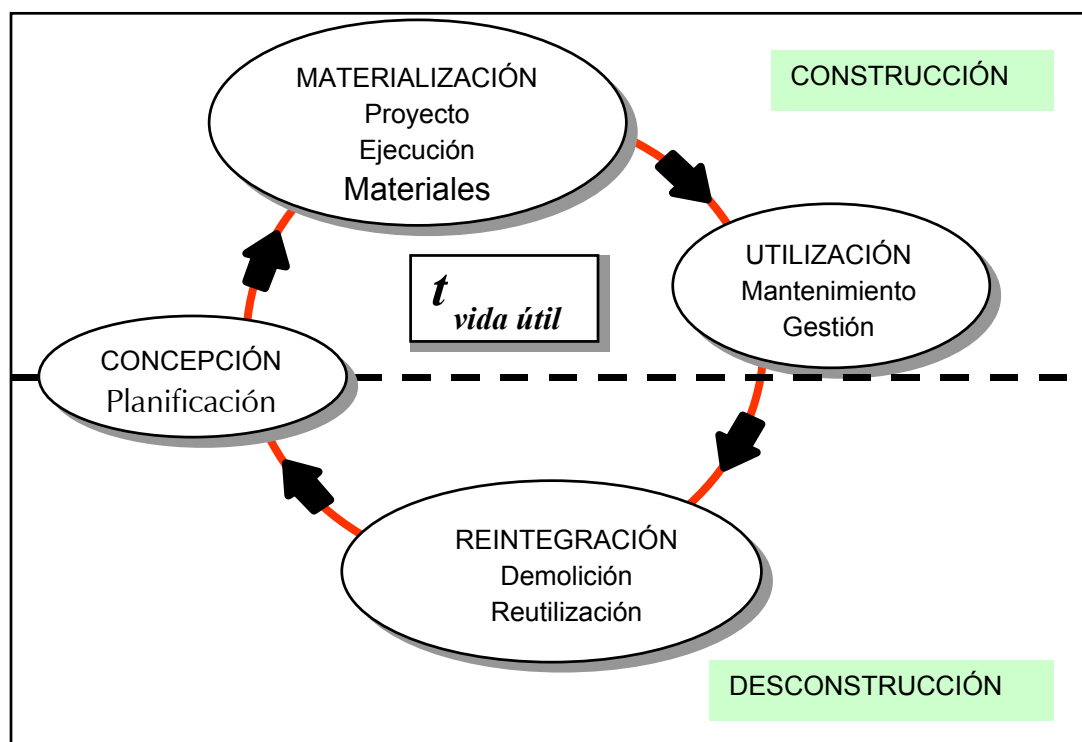 MATERIALIZACIÓN
Proyecto
Ejecución
Materiales
CONSTRUCCIÓN
UTILIZACIÓN
Mantenimiento
Gestión
t vida útil
CONCEPCIÓN
Planificación
REINTEGRACIÓN
Demolición
Reutilización
DESCONSTRUCCIÓN